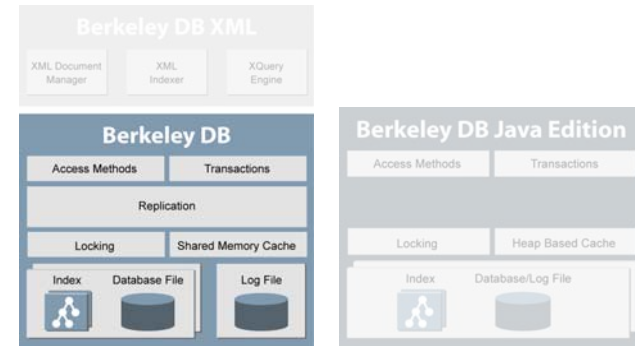 Berkeley DB XML
XML Document
Manager
XML
Indexer
XQuery
Engine
Berkeley DB
Access Methods
Transactions
Replication
Locking
Shared Memory Cache
Index
Database File
Log File
Berkeley DB Java Edition
Access Methods
Transactions
Locking
Heap Based Cache
Index
Database/Log File